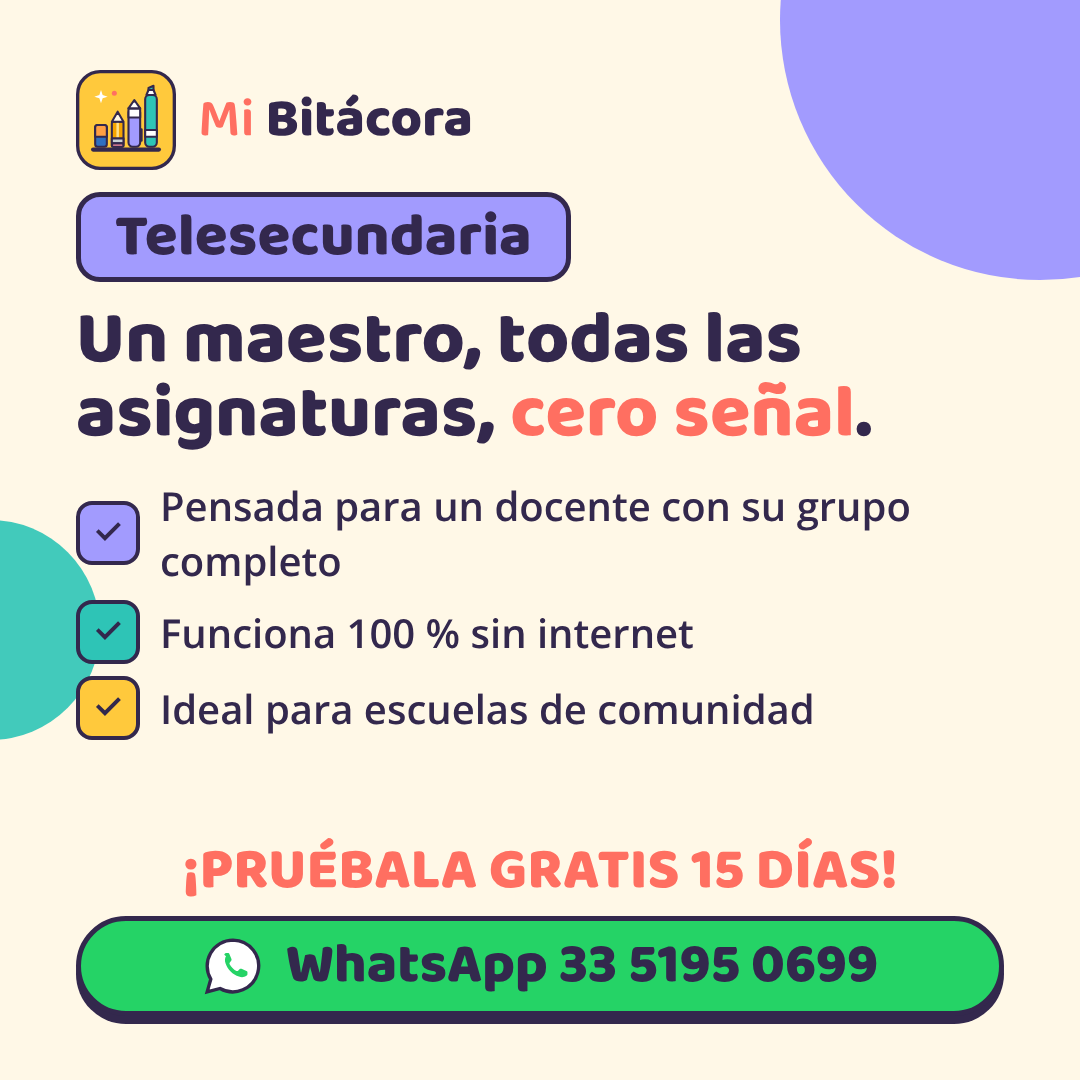 Mi Bitácora
Telesecundaria
Un maestro, todas las
asignaturas, cero señal.
Pensada para un docente con su grupo
completo
Funciona 100 % sin internet
Ideal para escuelas de comunidad
¡PRUÉBALA GRATIS 15 DÍAS!
WhatsApp 33 5195 0699